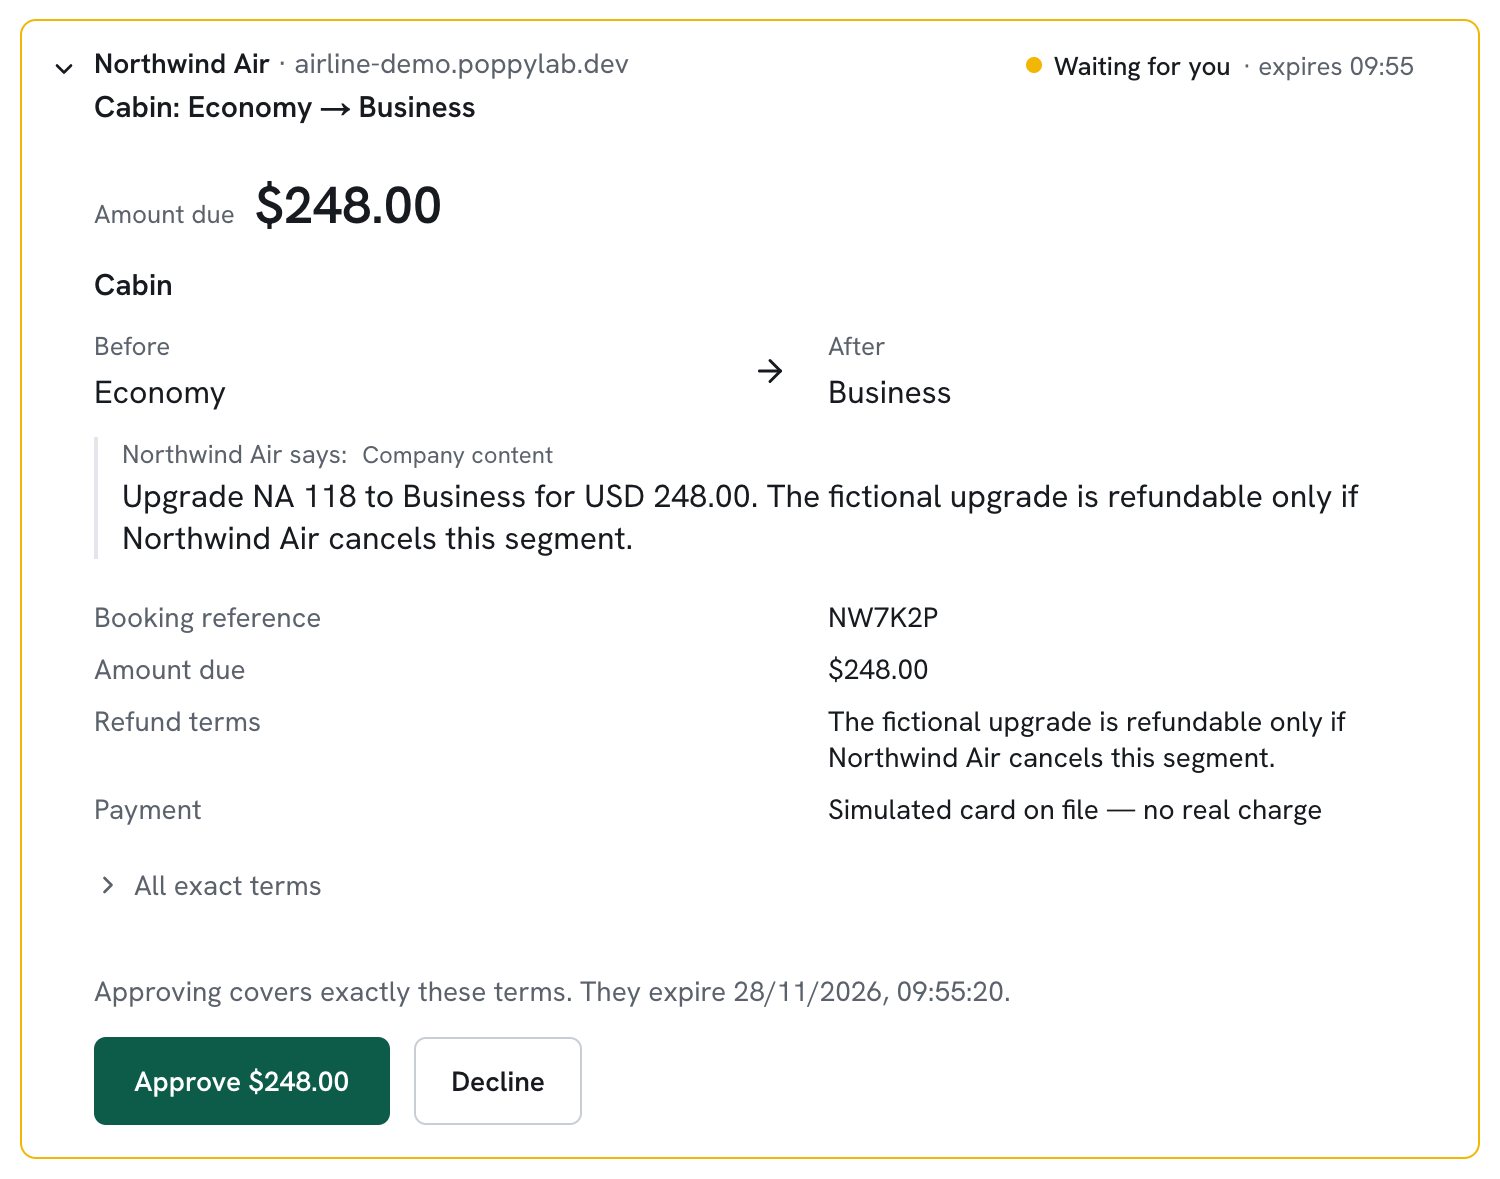 Northwind Air · airline-demo.poppylab.dev
Waiting for you · expires 09:55
Cabin: Economy → Business
Amount due $248.00
Cabin
Before
After
Economy → Business
Northwind Air says: Company content
Upgrade NA 118 to Business for USD 248.00. The fictional upgrade is refundable only if
Northwind Air cancels this segment.
Booking reference NW7K2P
Amount due $248.00
Refund terms The fictional upgrade is refundable only if
Northwind Air cancels this segment.
Payment Simulated card on file — no real charge
All exact terms
Approving covers exactly these terms. They expire 28/11/2026, 09:55:20.
Approve $248.00
Decline